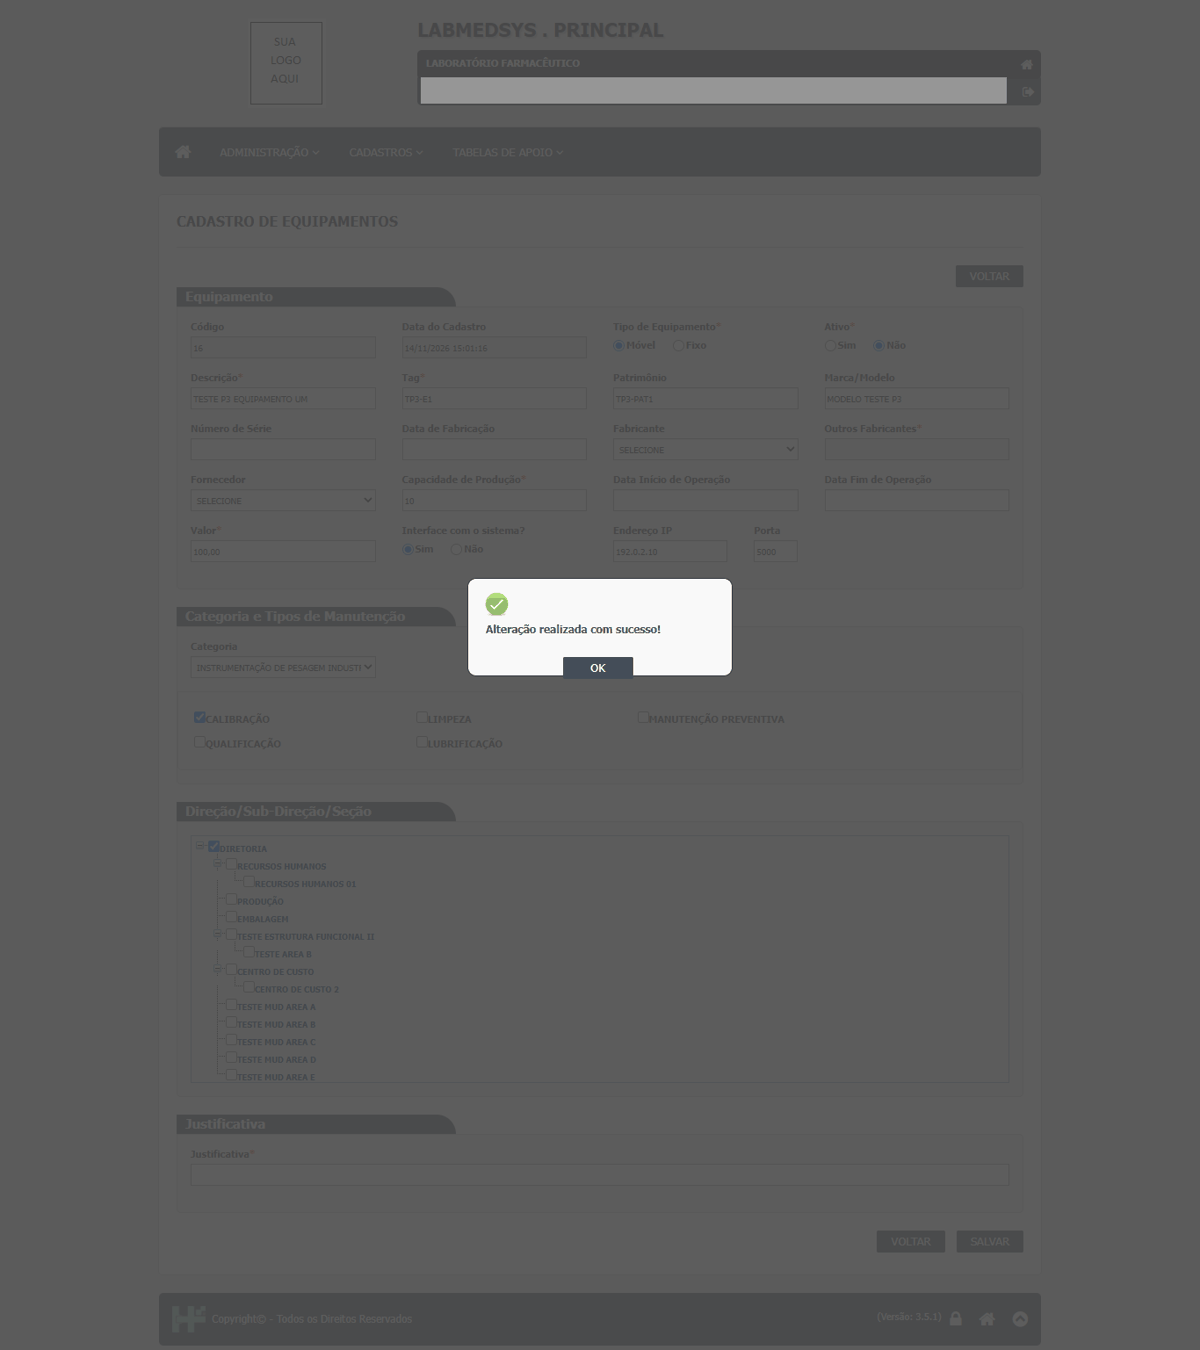 SUA
LOGO
AQUI
LABMEDSYS . PRINCIPAL
LABORATÓRIO FARMACÊUTICO
ADMINISTRAÇÃO CADASTROS TABELAS DE APOIO
CADASTRO DE EQUIPAMENTOS
VOLTAR
Equipamento
Código Data do Cadastro Tipo de Equipamento* Ativo*
16 14/11/2026 15:01:16 Móvel Fixo Sim Não
Descrição* Tag* Patrimônio Marca/Modelo
TESTE P3 EQUIPAMENTO UM TP3-E1 TP3-PAT1 MODELO TESTE P3
Número de Série Data de Fabricação Fabricante Outros Fabricantes*
SELECIONE
Fornecedor Capacidade de Produção* Data Início de Operação Data Fim de Operação
SELECIONE 10
Valor* Interface com o sistema? Endereço IP Porta
100,00 Sim Não 192.0.2.10 5000
Alteração realizada com sucesso!
OK
Categoria e Tipos de Manutenção
Categoria
INSTRUMENTAÇÃO DE PESAGEM INDUSTI
CALIBRAÇÃO LIMPEZA MANUTENÇÃO PREVENTIVA
QUALIFICAÇÃO LUBRIFICAÇÃO
Direção/Sub-Direção/Seção
DIRETORIA
RECURSOS HUMANOS
RECURSOS HUMANOS 01
PRODUÇÃO
EMBALAGEM
TESTE ESTRUTURA FUNCIONAL II
TESTE AREA B
CENTRO DE CUSTO
CENTRO DE CUSTO 2
TESTE MUD AREA A
TESTE MUD AREA B
TESTE MUD AREA C
TESTE MUD AREA D
TESTE MUD AREA E
Justificativa
Justificativa*
VOLTAR SALVAR
Copyright© - Todos os Direitos Reservados (Versão: 3.5.1)